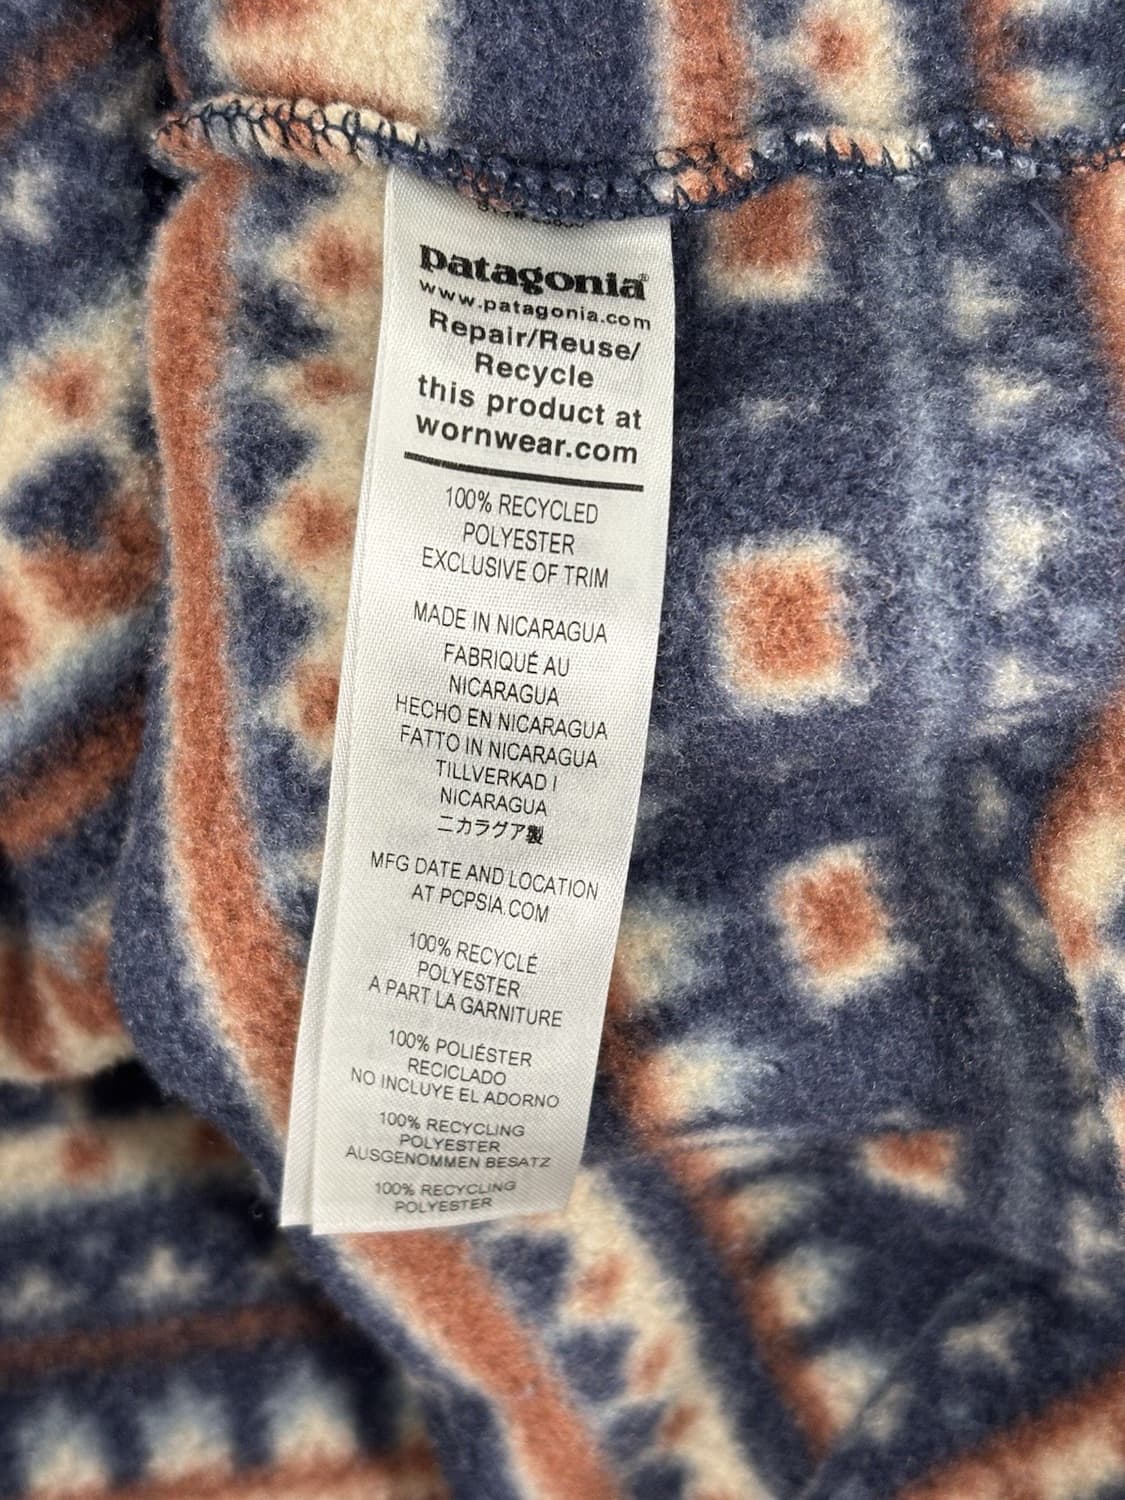 patagonia®
www.patagonia.com
Repair/Reuse/
Recycle
this product at
wornwear.com
100% RECYCLED
POLYESTER
EXCLUSIVE OF TRIM
MADE IN NICARAGUA
FABRIQUÉ AU
NICARAGUA
HECHO EN NICARAGUA
FATTO IN NICARAGUA
TILLVERKAD I
NICARAGUA
ニカラグア製
MFG DATE AND LOCATION
AT PCPSIA.COM
100% RECYCLÉ
POLYESTER
A PART LA GARNITURE
100% POLIÉSTER
RECICLADO
NO INCLUYE EL ADORNO
100% RECYCLING
POLYESTER
AUSGENOMMEN BESATZ
100% RECYCLING
POLYESTER